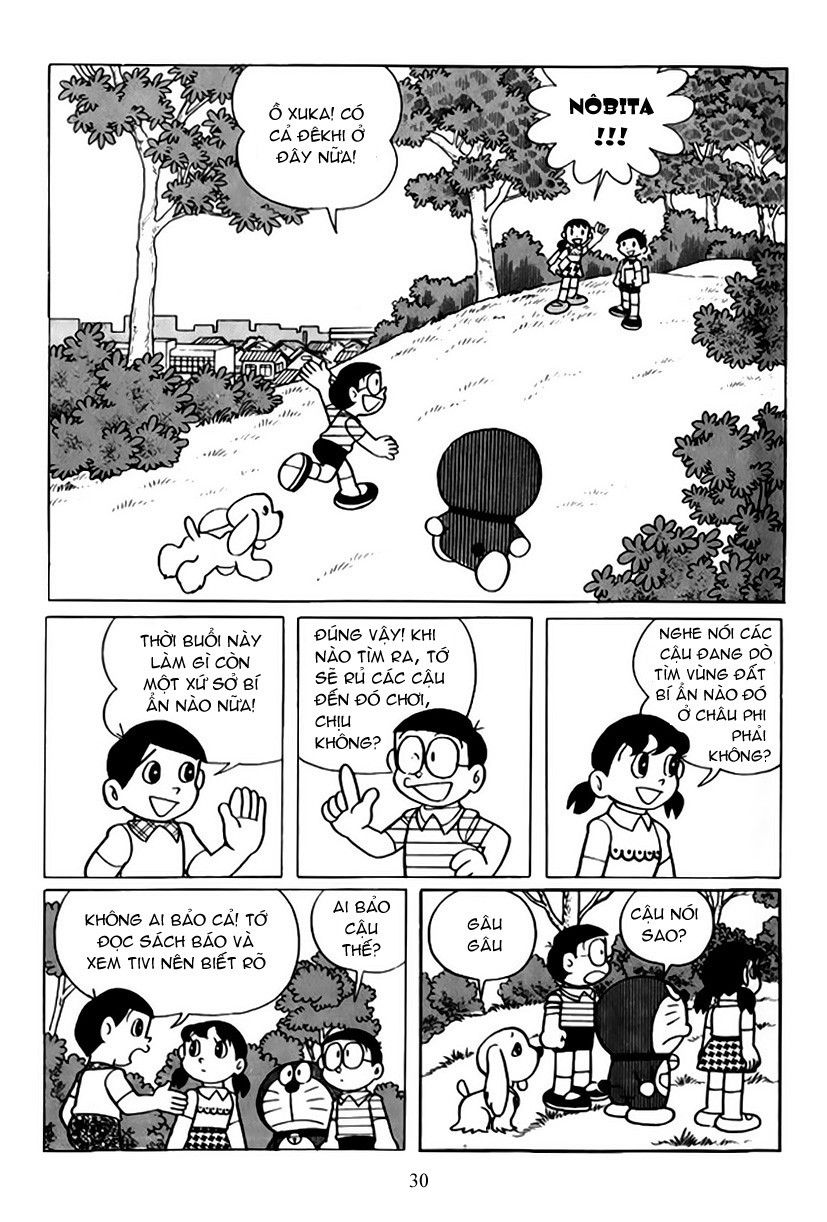 NÔBITA
!!!
Ồ XUKA! CÓ
CẢ ĐÊKHI Ở
ĐÂY NỮA!
NGHE NÓI CÁC
CẬU ĐANG DÒ
TÌM VÙNG ĐẤT
BÍ ẨN NÀO ĐÓ
Ở CHÂU PHI
PHẢI
KHÔNG?
ĐÚNG VẬY! KHI
NÀO TÌM RA, TỚ
SẼ RỦ CÁC CẬU
ĐẾN ĐÓ CHƠI,
CHỊU
KHÔNG?
THỜI BUỔI NÀY
LÀM GÌ CÒN
MỘT XỨ SỞ BÍ
ẨN NÀO NỮA!
CẬU NÓI
SAO?
GÂU
GÂU
AI BẢO
CẬU
THẾ?
KHÔNG AI BẢO CẢ! TỚ
ĐỌC SÁCH BÁO VÀ
XEM TIVI NÊN BIẾT RÕ
30